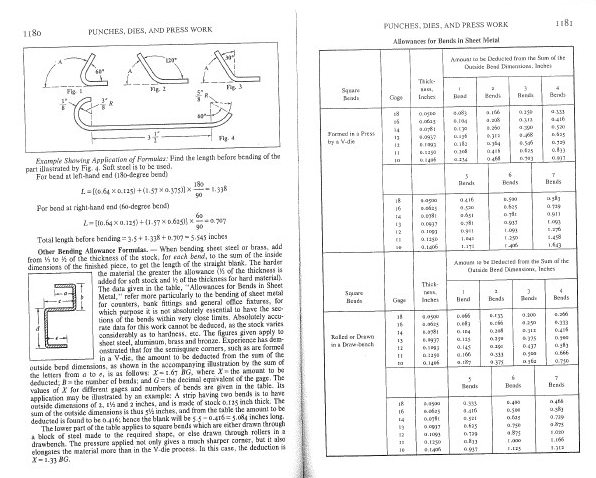 1180
PUNCHES, DIES, AND PRESS WORK
A
60°
Fig. 1
A
120°
Fig. 2
A
30°
Fig. 3
R
60°
Fig. 4
Example Showing Application of Formulas: Find the length before bending of the
part illustrated by Fig. 4. Soft steel is to be used.
For bend at left-hand end (180-degree bend)
L = [(0.64 × 0.125) + (1.57 × 0.375)] × 180/90 = 1.338
For bend at right-hand end (60-degree bend)
L = [(0.64 × 0.125) + (1.57 × 0.625)] × 60/90 = 0.707
Total length before bending = 3.5 + 1.338 + 0.707 = 5.545 inches
Other Bending Allowance Formulas. — When bending sheet steel or brass, add
from ⅓ to ½ of the thickness of the stock, for each bend, to the sum of the inside
dimensions of the finished piece, to get the length of the straight blank. The harder
the material the greater the allowance (⅓ of the thickness is
added for soft stock and ½ of the thickness for hard material).
The data given in the table, "Allowances for Bends in Sheet
Metal," refer more particularly to the bending of sheet metal
for counters, bank fittings and general office fixtures, for
which purpose it is not absolutely essential to have the sec-
tions of the bends within very close limits. Absolutely accu-
rate data for this work cannot be deduced, as the stock varies
considerably as to hardness, etc. The figures given apply to
sheet steel, aluminum, brass and bronze. Experience has dem-
onstrated that for the semisquare corners, such as are formed
in a V-die, the amount to be deducted from the sum of the
outside bend dimensions, as shown in the accompanying illustration by the sum of
the letters from a to e, is as follows: X = 1.67 BG, where X = the amount to be
deducted; B = the number of bends; and G = the decimal equivalent of the gage. The
values of X for different gages and numbers of bends are given in the table. Its
application may be illustrated by an example: A strip having two bends is to have
outside dimensions of 2, 1½ and 2 inches, and is made of stock 0.125 inch thick. The
sum of the outside dimensions is thus 5½ inches, and from the table the amount to be
deducted is found to be 0.416; hence the blank will be 5.5 – 0.416 = 5.084 inches long.
The lower part of the table applies to square bends which are either drawn through
a block of steel made to the required shape, or else drawn through rollers in a
drawbench. The pressure applied not only gives a much sharper corner, but it also
elongates the material more than in the V-die process. In this case, the deduction is
X = 1.33 BG.
PUNCHES, DIES, AND PRESS WORK
1181
Allowances for Bends in Sheet Metal
Square Bends
Gage
Thick-
ness,
Inches
Amount to be Deducted from the Sum of the
Outside Bend Dimensions, Inches
1 Bend
2 Bends
3 Bends
4 Bends
Formed in a Press
by a V-die
18 0.0500 0.083 0.166 0.250 0.333
16 0.0625 0.104 0.208 0.312 0.416
14 0.0781 0.130 0.260 0.390 0.520
13 0.0937 0.156 0.312 0.468 0.625
12 0.1093 0.182 0.364 0.546 0.729
11 0.1250 0.208 0.416 0.625 0.833
10 0.1406 0.234 0.468 0.703 0.937
5 Bends
6 Bends
7 Bends
18 0.0500 0.416 0.500 0.583
16 0.0625 0.520 0.625 0.729
14 0.0781 0.651 0.781 0.911
13 0.0937 0.781 0.937 1.093
12 0.1093 0.911 1.093 1.276
11 0.1250 1.041 1.250 1.458
10 0.1406 1.171 1.406 1.643
Square Bends
Gage
Thick-
ness,
Inches
Amount to be Deducted from the Sum of the
Outside Bend Dimensions, Inches
1 Bend
2 Bends
3 Bends
4 Bends
Rolled or Drawn
in a Draw-bench
18 0.0500 0.066 0.133 0.200 0.266
16 0.0625 0.083 0.166 0.250 0.333
14 0.0781 0.104 0.208 0.312 0.416
13 0.0937 0.125 0.250 0.375 0.500
12 0.1093 0.145 0.291 0.437 0.583
11 0.1250 0.166 0.333 0.500 0.666
10 0.1406 0.187 0.375 0.562 0.750
5 Bends
6 Bends
7 Bends
18 0.0500 0.333 0.400 0.466
16 0.0625 0.416 0.500 0.583
14 0.0781 0.521 0.625 0.729
13 0.0937 0.625 0.750 0.875
12 0.1093 0.729 0.875 1.020
11 0.1250 0.833 1.000 1.166
10 0.1406 0.937 1.125 1.312